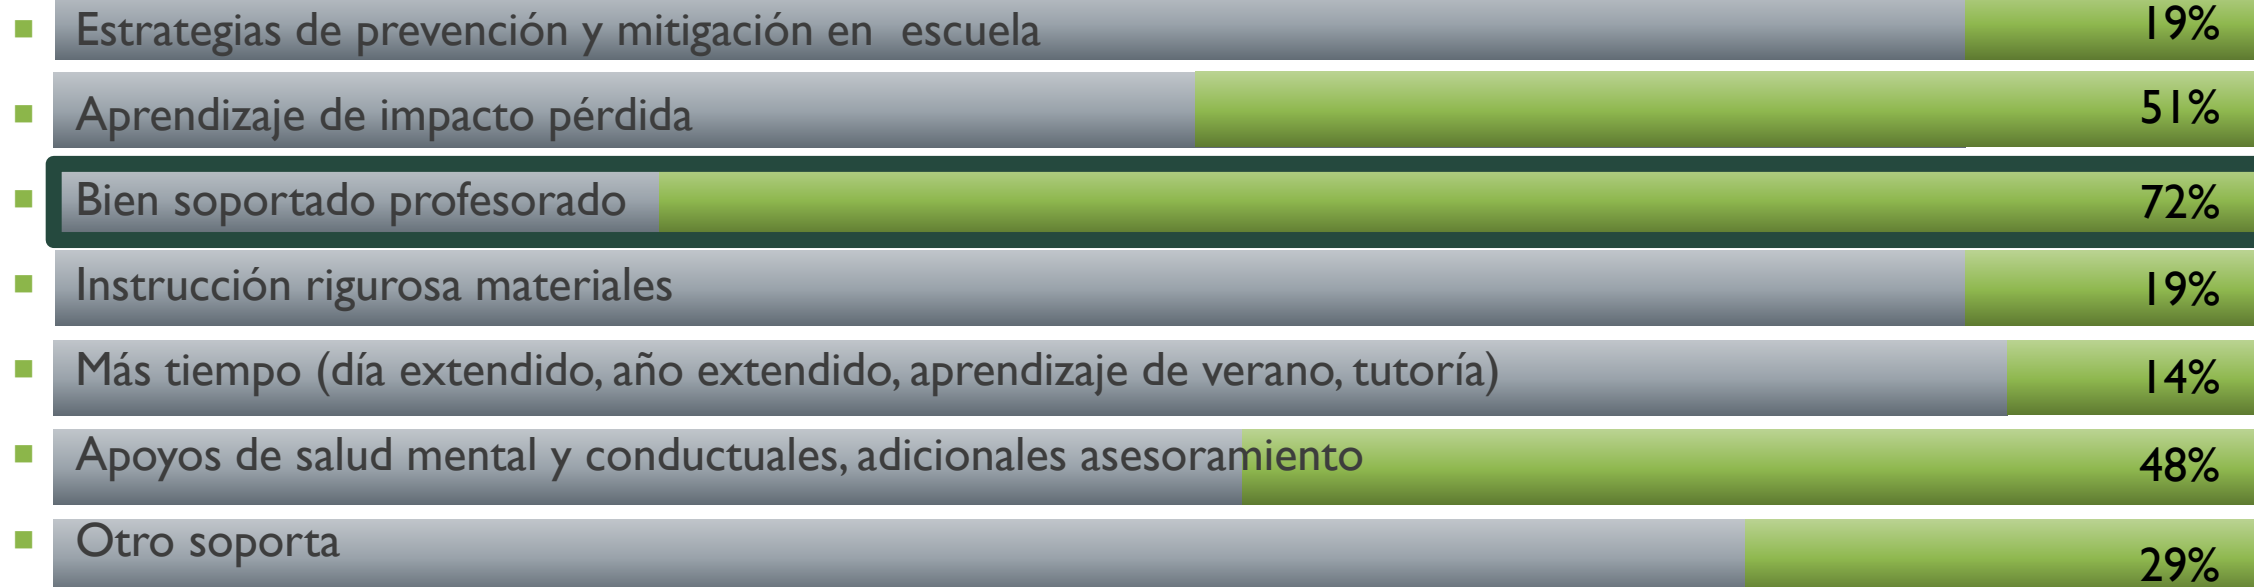 Estrategias de prevención y mitigación en escuela 19%
Aprendizaje de impacto pérdida 51%
Bien soportado profesorado 72%
Instrucción rigurosa materiales 19%
Más tiempo (día extendido, año extendido, aprendizaje de verano, tutoría) 14%
Apoyos de salud mental y conductuales, adicionales asesoramiento 48%
Otro soporta 29%